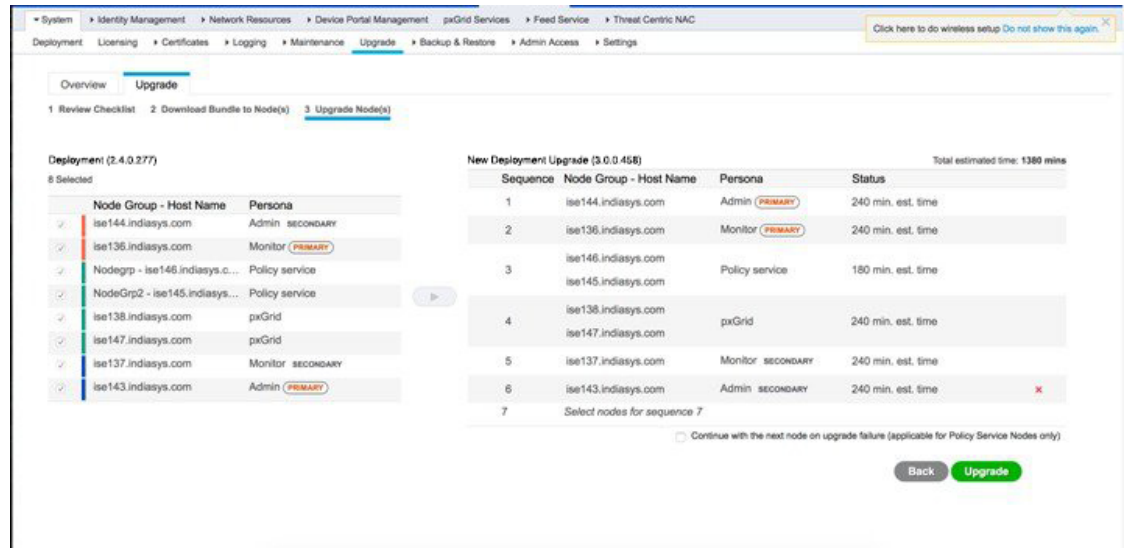 System Identity Management Network Resources Device Portal Management pxGrid Services Feed Service Threat Centric NAC
Click here to do wireless setup Do not show this again.
Deployment Licensing Certificates Logging Maintenance Upgrade Backup & Restore Admin Access Settings
Overview Upgrade
1 Review Checklist 2 Download Bundle to Node(s) 3 Upgrade Node(s)
Deployment (2.4.0.277)
8 Selected
Node Group - Host Name Persona
ise144.indiasys.com Admin SECONDARY
ise136.indiasys.com Monitor PRIMARY
Nodegrp - ise146.indiasys.c... Policy service
NodeGrp2 - ise145.indiasys... Policy service
ise138.indiasys.com pxGrid
ise147.indiasys.com pxGrid
ise137.indiasys.com Monitor SECONDARY
ise143.indiasys.com Admin PRIMARY
New Deployment Upgrade (3.0.0.458) Total estimated time: 1380 mins
Sequence Node Group - Host Name Persona Status
1 ise144.indiasys.com Admin PRIMARY 240 min. est. time
2 ise136.indiasys.com Monitor PRIMARY 240 min. est. time
ise146.indiasys.com
3 Policy service 180 min. est. time
ise145.indiasys.com
ise138.indiasys.com
4 pxGrid 240 min. est. time
ise147.indiasys.com
5 ise137.indiasys.com Monitor SECONDARY 240 min. est. time
6 ise143.indiasys.com Admin SECONDARY 240 min. est. time
7 Select nodes for sequence 7
Continue with the next node on upgrade failure (applicable for Policy Service Nodes only)
Back Upgrade